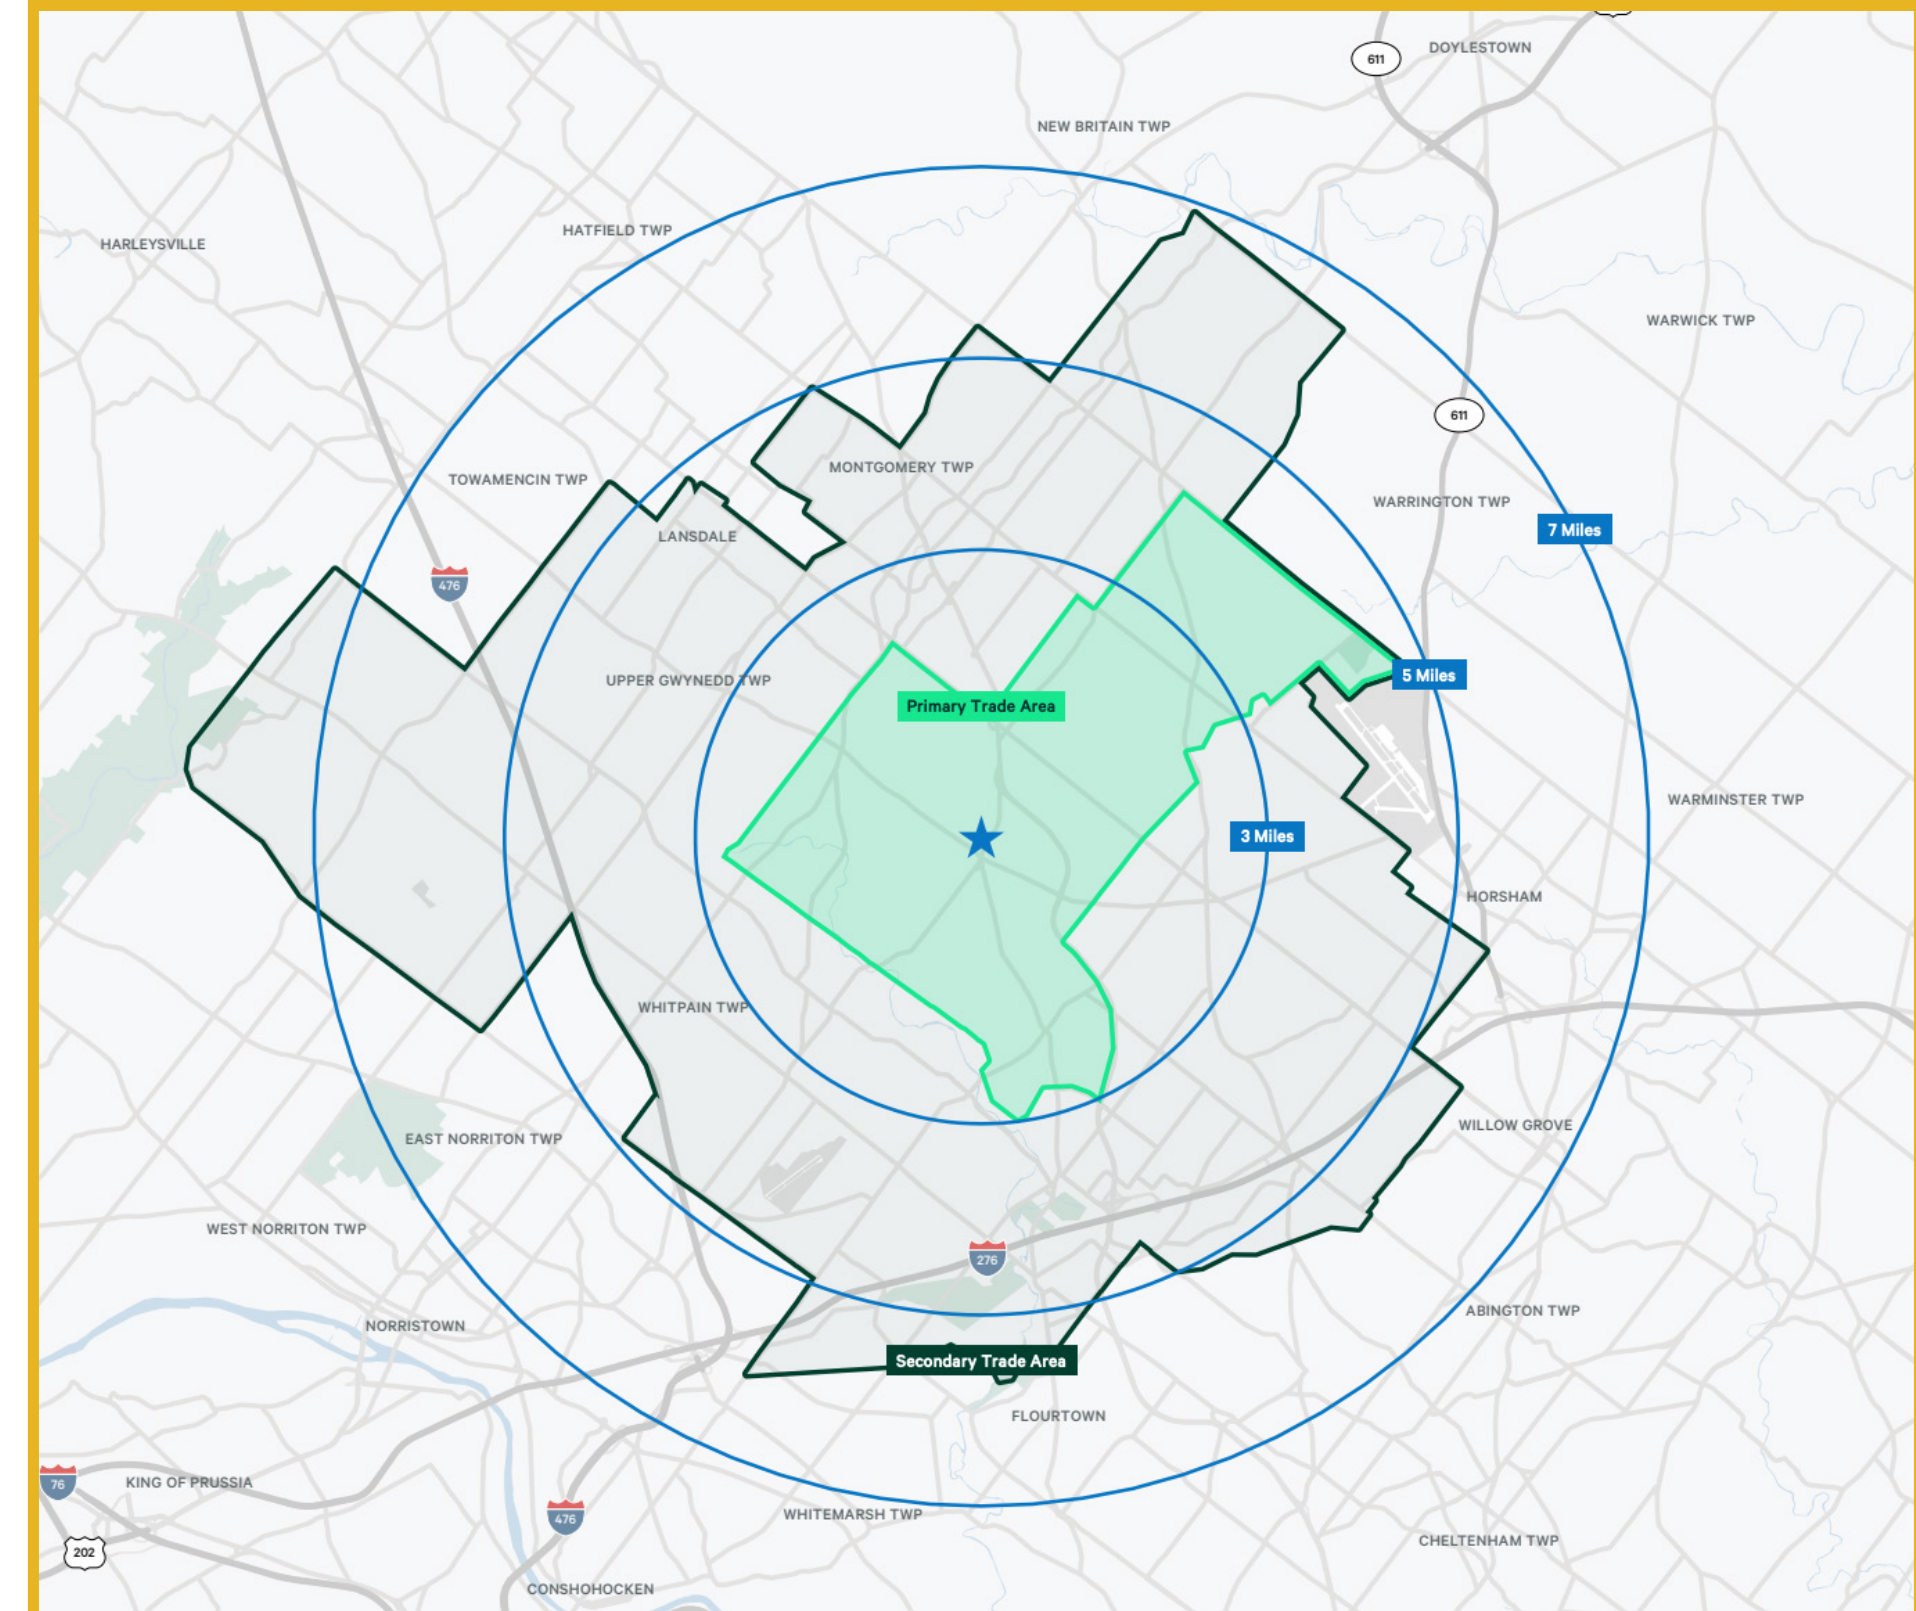 DOYLESTOWN
611
NEW BRITAIN TWP
HATFIELD TWP
HARLEYSVILLE
WARWICK TWP
611
MONTGOMERY TWP
TOWAMENCIN TWP
WARRINGTON TWP
7 Miles
LANSDALE
476
5 Miles
UPPER GWYNEDD TWP
Primary Trade Area
WARMINSTER TWP
3 Miles
HORSHAM
WHITPAIN TWP
WILLOW GROVE
EAST NORRITON TWP
WEST NORRITON TWP
276
ABINGTON TWP
NORRISTOWN
Secondary Trade Area
FLOURTOWN
KING OF PRUSSIA
76
WHITEMARSH TWP
476
CHELTENHAM TWP
202
CONSHOHOCKEN